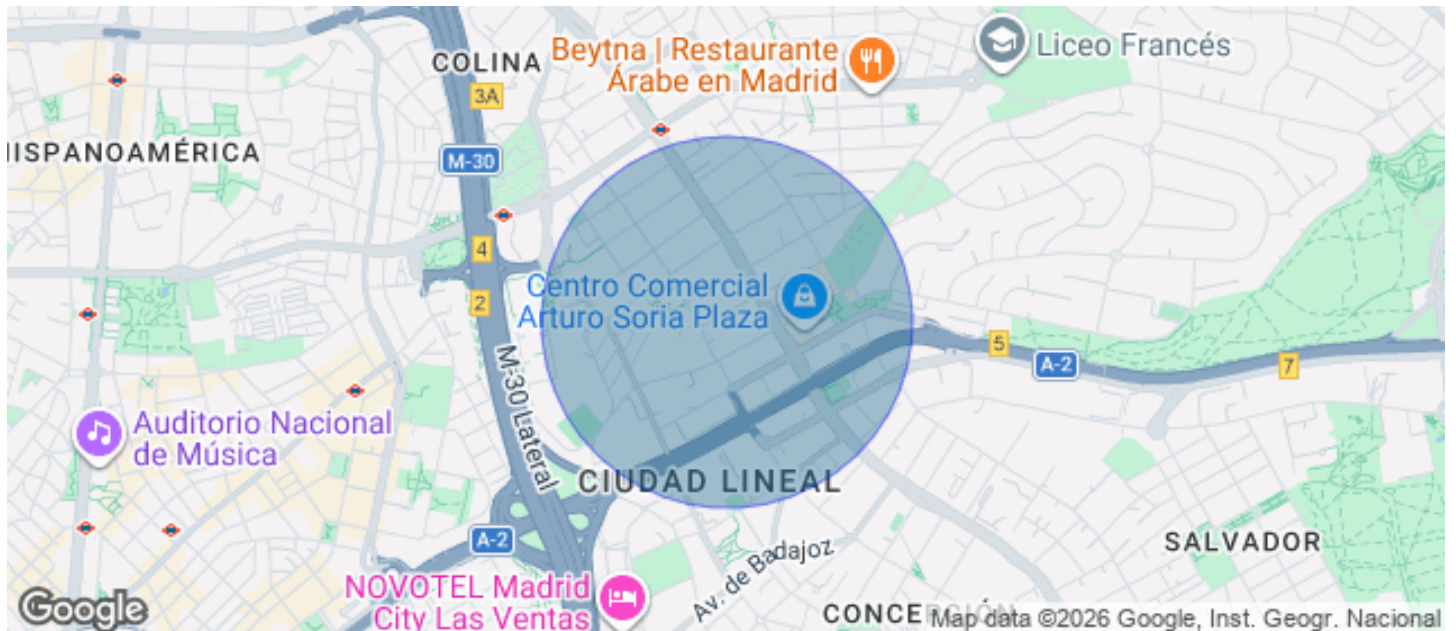 COLINA
Beytna | Restaurante
Árabe en Madrid
Liceo Francés
3A
HISPANOAMÉRICA
M-30
4
2
Centro Comercial
Arturo Soria Plaza
5
A-2
7
M-30 Lateral
Auditorio Nacional
de Música
CIUDAD LINEAL
A-2
Av. de Badajoz
SALVADOR
NOVOTEL Madrid
City Las Ventas
CONCEPCIÓN
Google
Map data ©2026 Google, Inst. Geogr. Nacional